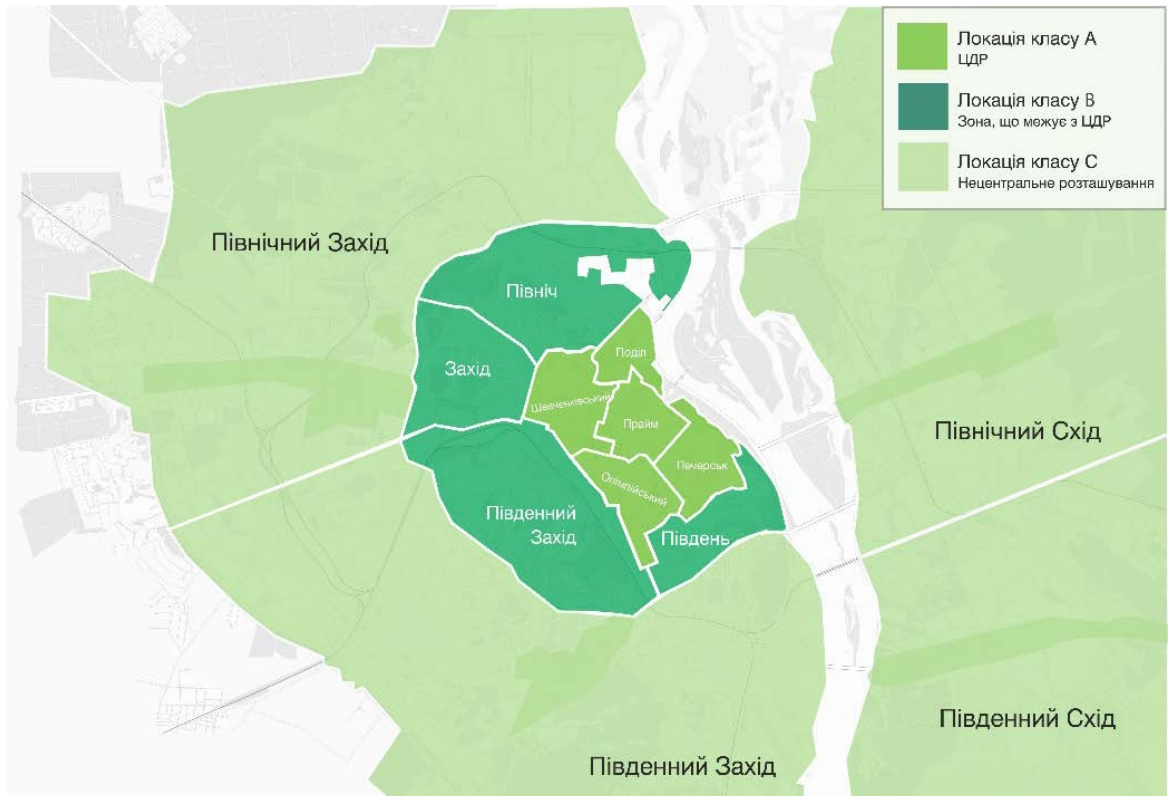 Локація класу А
ЦДР
Локація класу В
Зона, що межує з ЦДР
Локація класу С
Нецентральне розташування
Північний Захід
Північ
Поділ
Захід
Шевченківський
Прайм
Північний Схід
Печерськ
Олімпійський
Південний
Захід
Південь
Південний Схід
Південний Захід